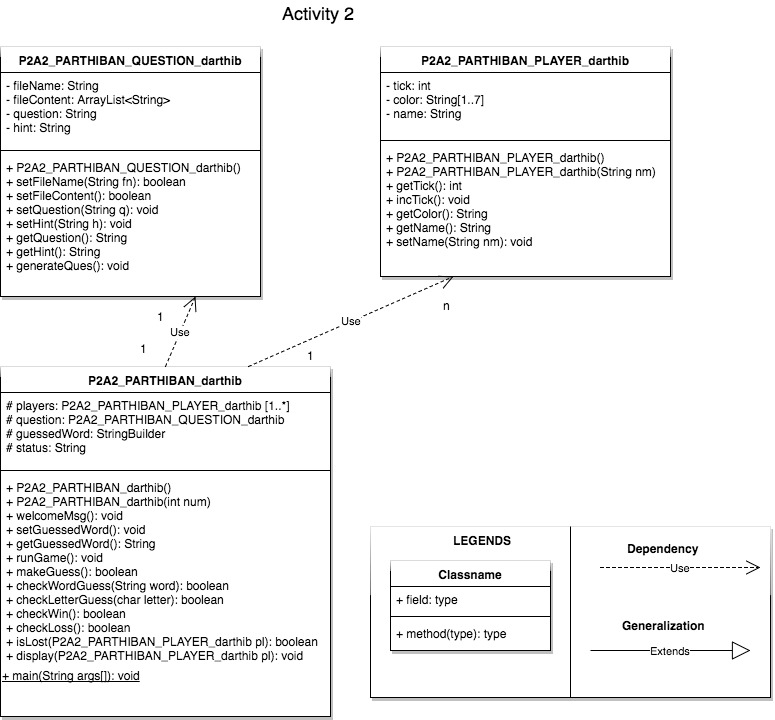 Activity 2
P2A2_PARTHIBAN_QUESTION_darthib
- fileName: String
- fileContent: ArrayList<String>
- question: String
- hint: String
+ P2A2_PARTHIBAN_QUESTION_darthib()
+ setFileName(String fn): boolean
+ setFileContent(): boolean
+ setQuestion(String q): void
+ setHint(String h): void
+ getQuestion(): String
+ getHint(): String
+ generateQues(): void
P2A2_PARTHIBAN_PLAYER_darthib
- tick: int
- color: String[1..7]
- name: String
+ P2A2_PARTHIBAN_PLAYER_darthib()
+ P2A2_PARTHIBAN_PLAYER_darthib(String nm)
+ getTick(): int
+ incTick(): void
+ getColor(): String
+ getName(): String
+ setName(String nm): void
1
Use
1
n
Use
1
P2A2_PARTHIBAN_darthib
# players: P2A2_PARTHIBAN_PLAYER_darthib [1..*]
# question: P2A2_PARTHIBAN_QUESTION_darthib
# guessedWord: StringBuilder
# status: String
+ P2A2_PARTHIBAN_darthib()
+ P2A2_PARTHIBAN_darthib(int num)
+ welcomeMsg(): void
+ setGuessedWord(): void
+ getGuessedWord(): String
+ runGame(): void
+ makeGuess(): boolean
+ checkWordGuess(String word): boolean
+ checkLetterGuess(char letter): boolean
+ checkWin(): boolean
+ checkLoss(): boolean
+ isLost(P2A2_PARTHIBAN_PLAYER_darthib pl): boolean
+ display(P2A2_PARTHIBAN_PLAYER_darthib pl): void
+ main(String args[]): void
LEGENDS
Classname
+ field: type
+ method(type): type
Dependency
Use
Generalization
Extends